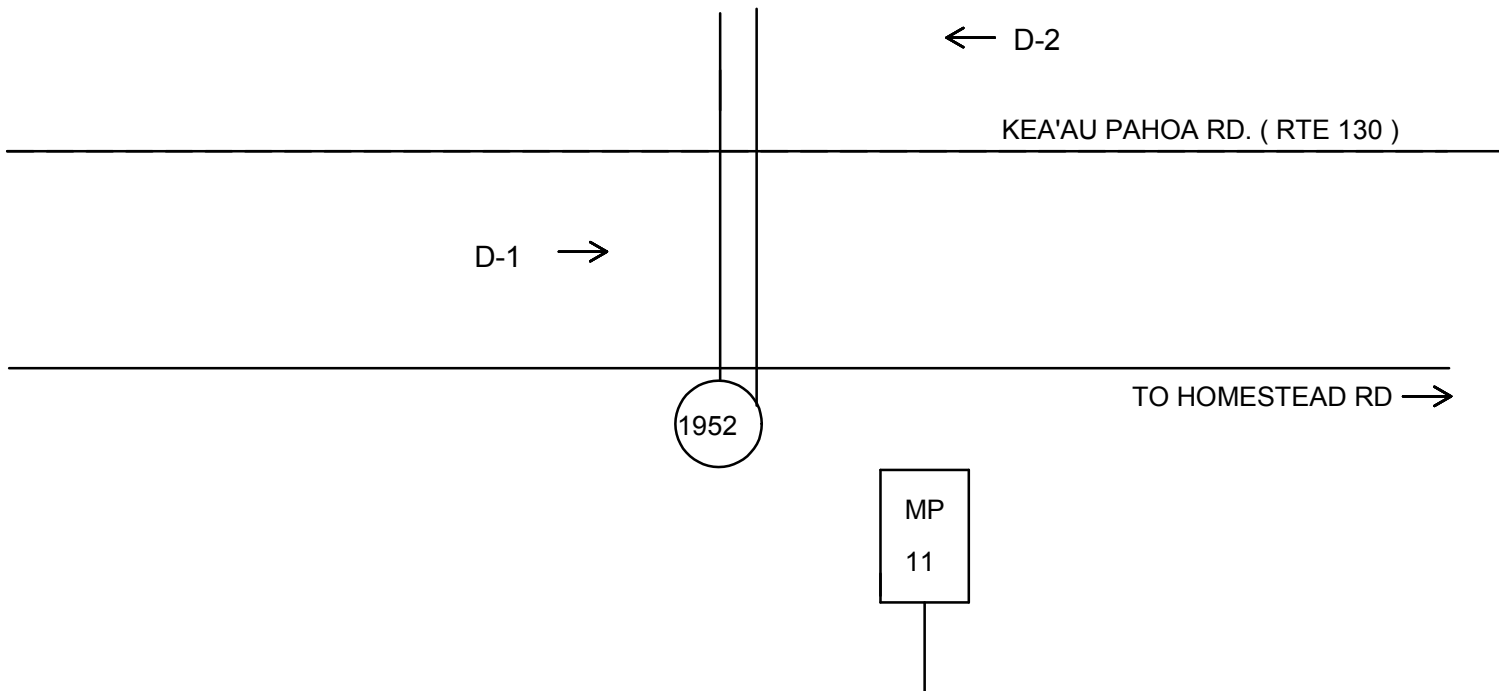 D-2
KEA'AU PAHOA RD. ( RTE 130 )
D-1
TO HOMESTEAD RD
1952
MP
11